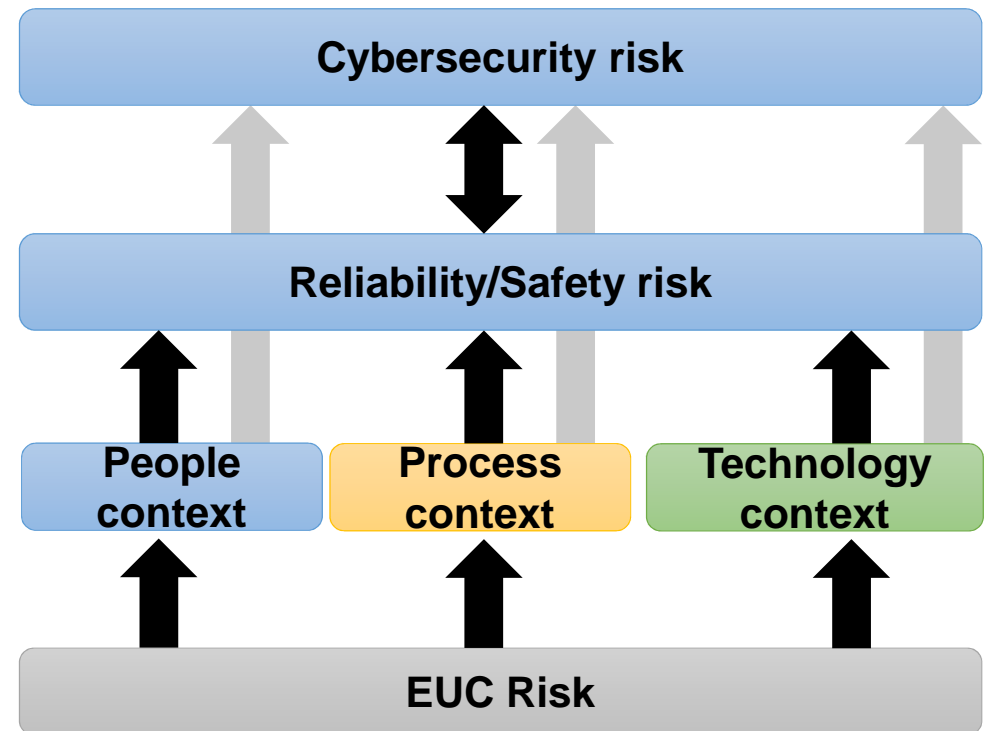 Cybersecurity risk
Reliability/Safety risk
People
context
Process
context
Technology
context
EUC Risk